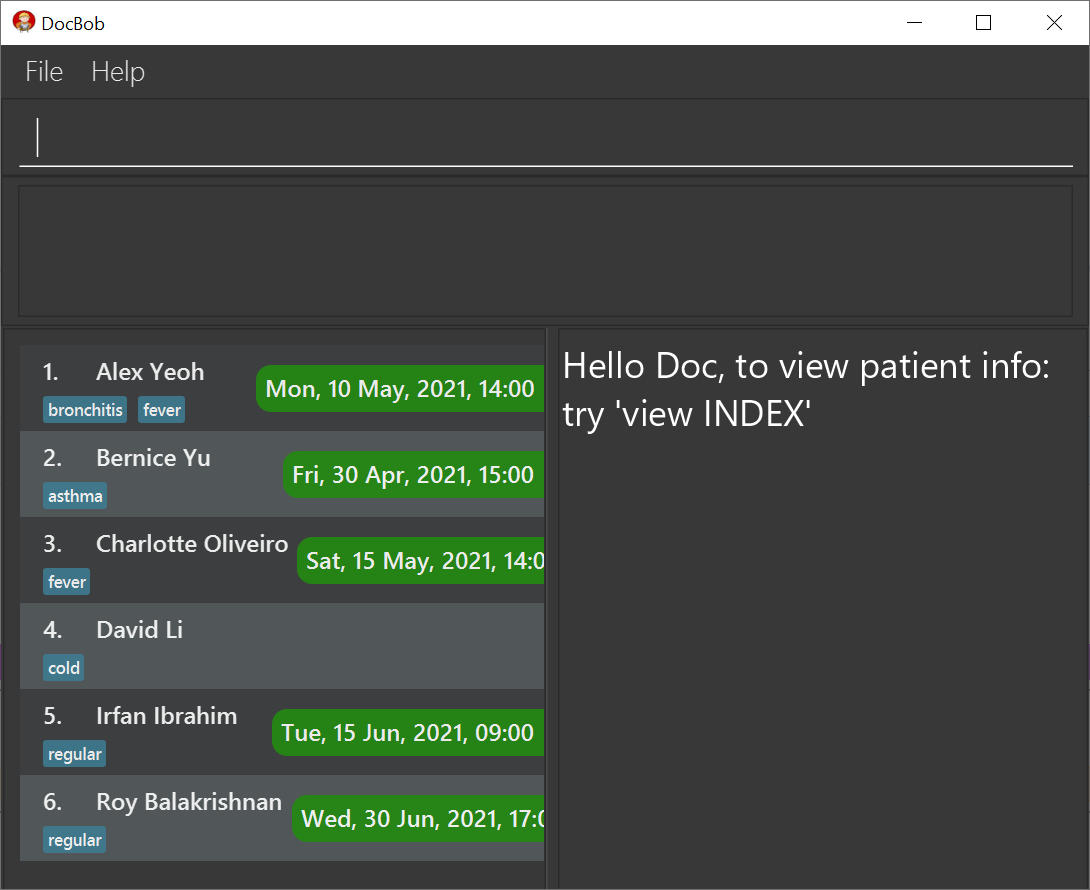 DocBob
File Help
1. Alex Yeoh Mon, 10 May, 2021, 14:00
bronchitis fever
2. Bernice Yu Fri, 30 Apr, 2021, 15:00
asthma
3. Charlotte Oliveiro Sat, 15 May, 2021, 14:0
fever
4. David Li
cold
5. Irfan Ibrahim Tue, 15 Jun, 2021, 09:00
regular
6. Roy Balakrishnan Wed, 30 Jun, 2021, 17:0
regular
Hello Doc, to view patient info:
try 'view INDEX'